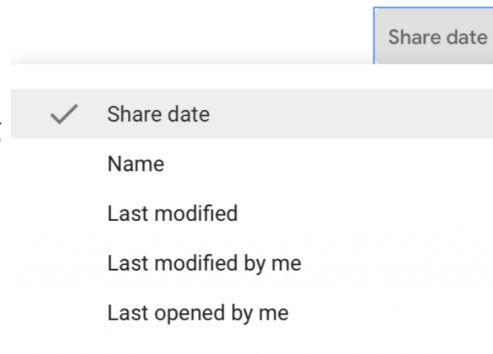 Share date
Share date
Name
Last modified
Last modified by me
Last opened by me